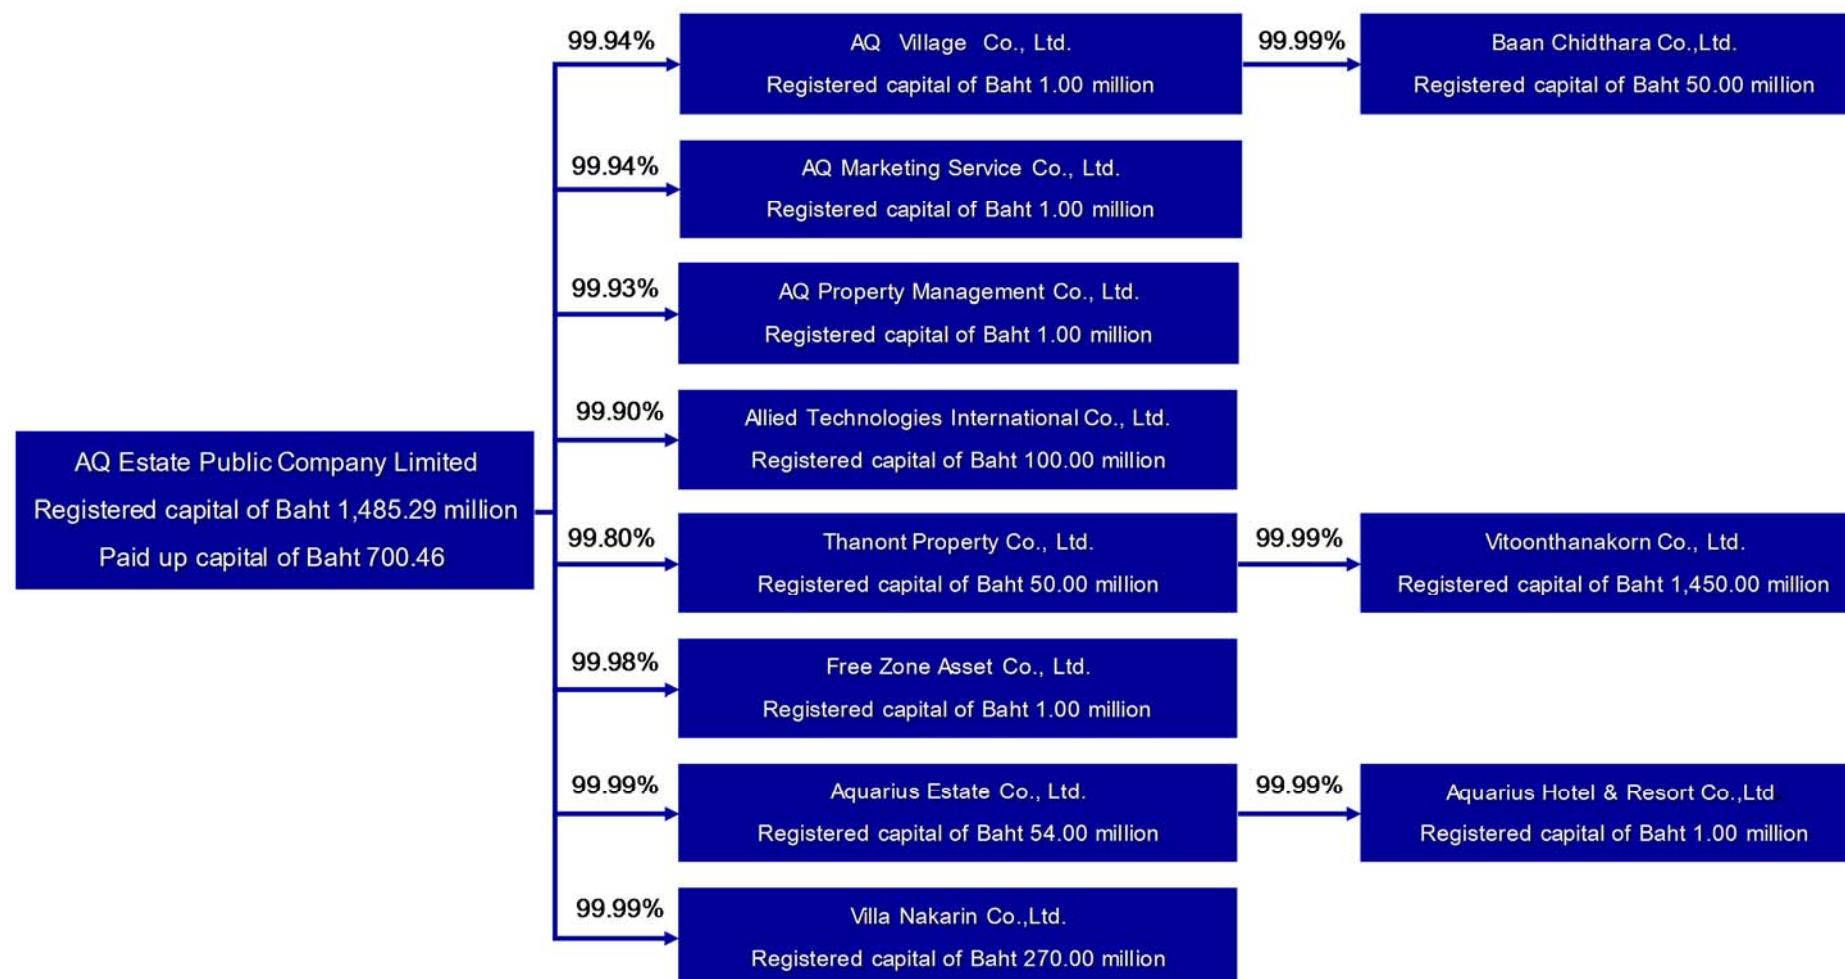 99.94%
AQ Village Co., Ltd.
Registered capital of Baht 1.00 million
99.99%
Baan Chidthara Co.,Ltd.
Registered capital of Baht 50.00 million
99.94%
AQ Marketing Service Co., Ltd.
Registered capital of Baht 1.00 million
99.93%
AQ Property Management Co., Ltd.
Registered capital of Baht 1.00 million
99.90%
Allied Technologies International Co., Ltd.
Registered capital of Baht 100.00 million
AQ Estate Public Company Limited
Registered capital of Baht 1,485.29 million
Paid up capital of Baht 700.46
99.80%
Thanont Property Co., Ltd.
Registered capital of Baht 50.00 million
99.99%
Vitoonthanakorn Co., Ltd.
Registered capital of Baht 1,450.00 million
99.98%
Free Zone Asset Co., Ltd.
Registered capital of Baht 1.00 million
99.99%
Aquarius Estate Co., Ltd.
Registered capital of Baht 54.00 million
99.99%
Aquarius Hotel & Resort Co.,Ltd.
Registered capital of Baht 1.00 million
99.99%
Villa Nakarin Co.,Ltd.
Registered capital of Baht 270.00 million